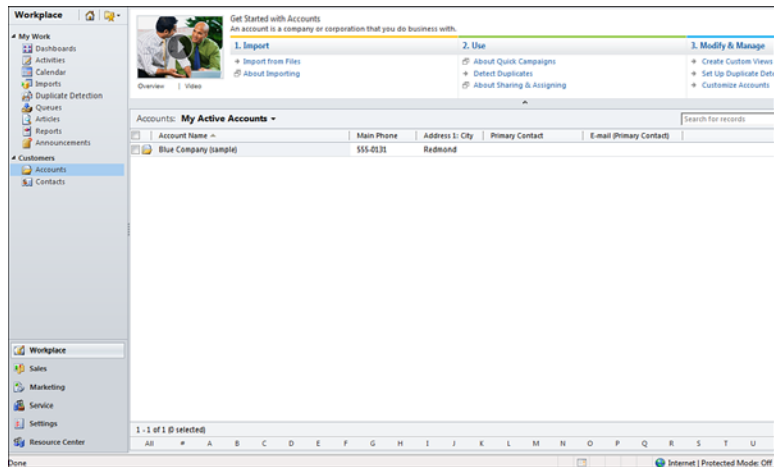 Workplace
My Work
Dashboards
Activities
Calendar
Imports
Duplicate Detection
Queues
Articles
Reports
Announcements
Customers
Accounts
Contacts
Workplace
Sales
Marketing
Service
Settings
Resource Center
Get Started with Accounts
An account is a company or corporation that you do business with.
Overview | Video
1. Import
Import from Files
About Importing
2. Use
About Quick Campaigns
Detect Duplicates
About Sharing & Assigning
3. Modify & Manage
Create Custom Views
Set Up Duplicate Dete
Customize Accounts
Accounts: My Active Accounts
Search for records
Account Name Main Phone Address 1: City Primary Contact E-mail (Primary Contact)
Blue Company (sample) 555-0131 Redmond
1 - 1 of 1 (0 selected)
All # A B C D E F G H I J K L M N O P Q R S T U
Done Internet | Protected Mode: Off